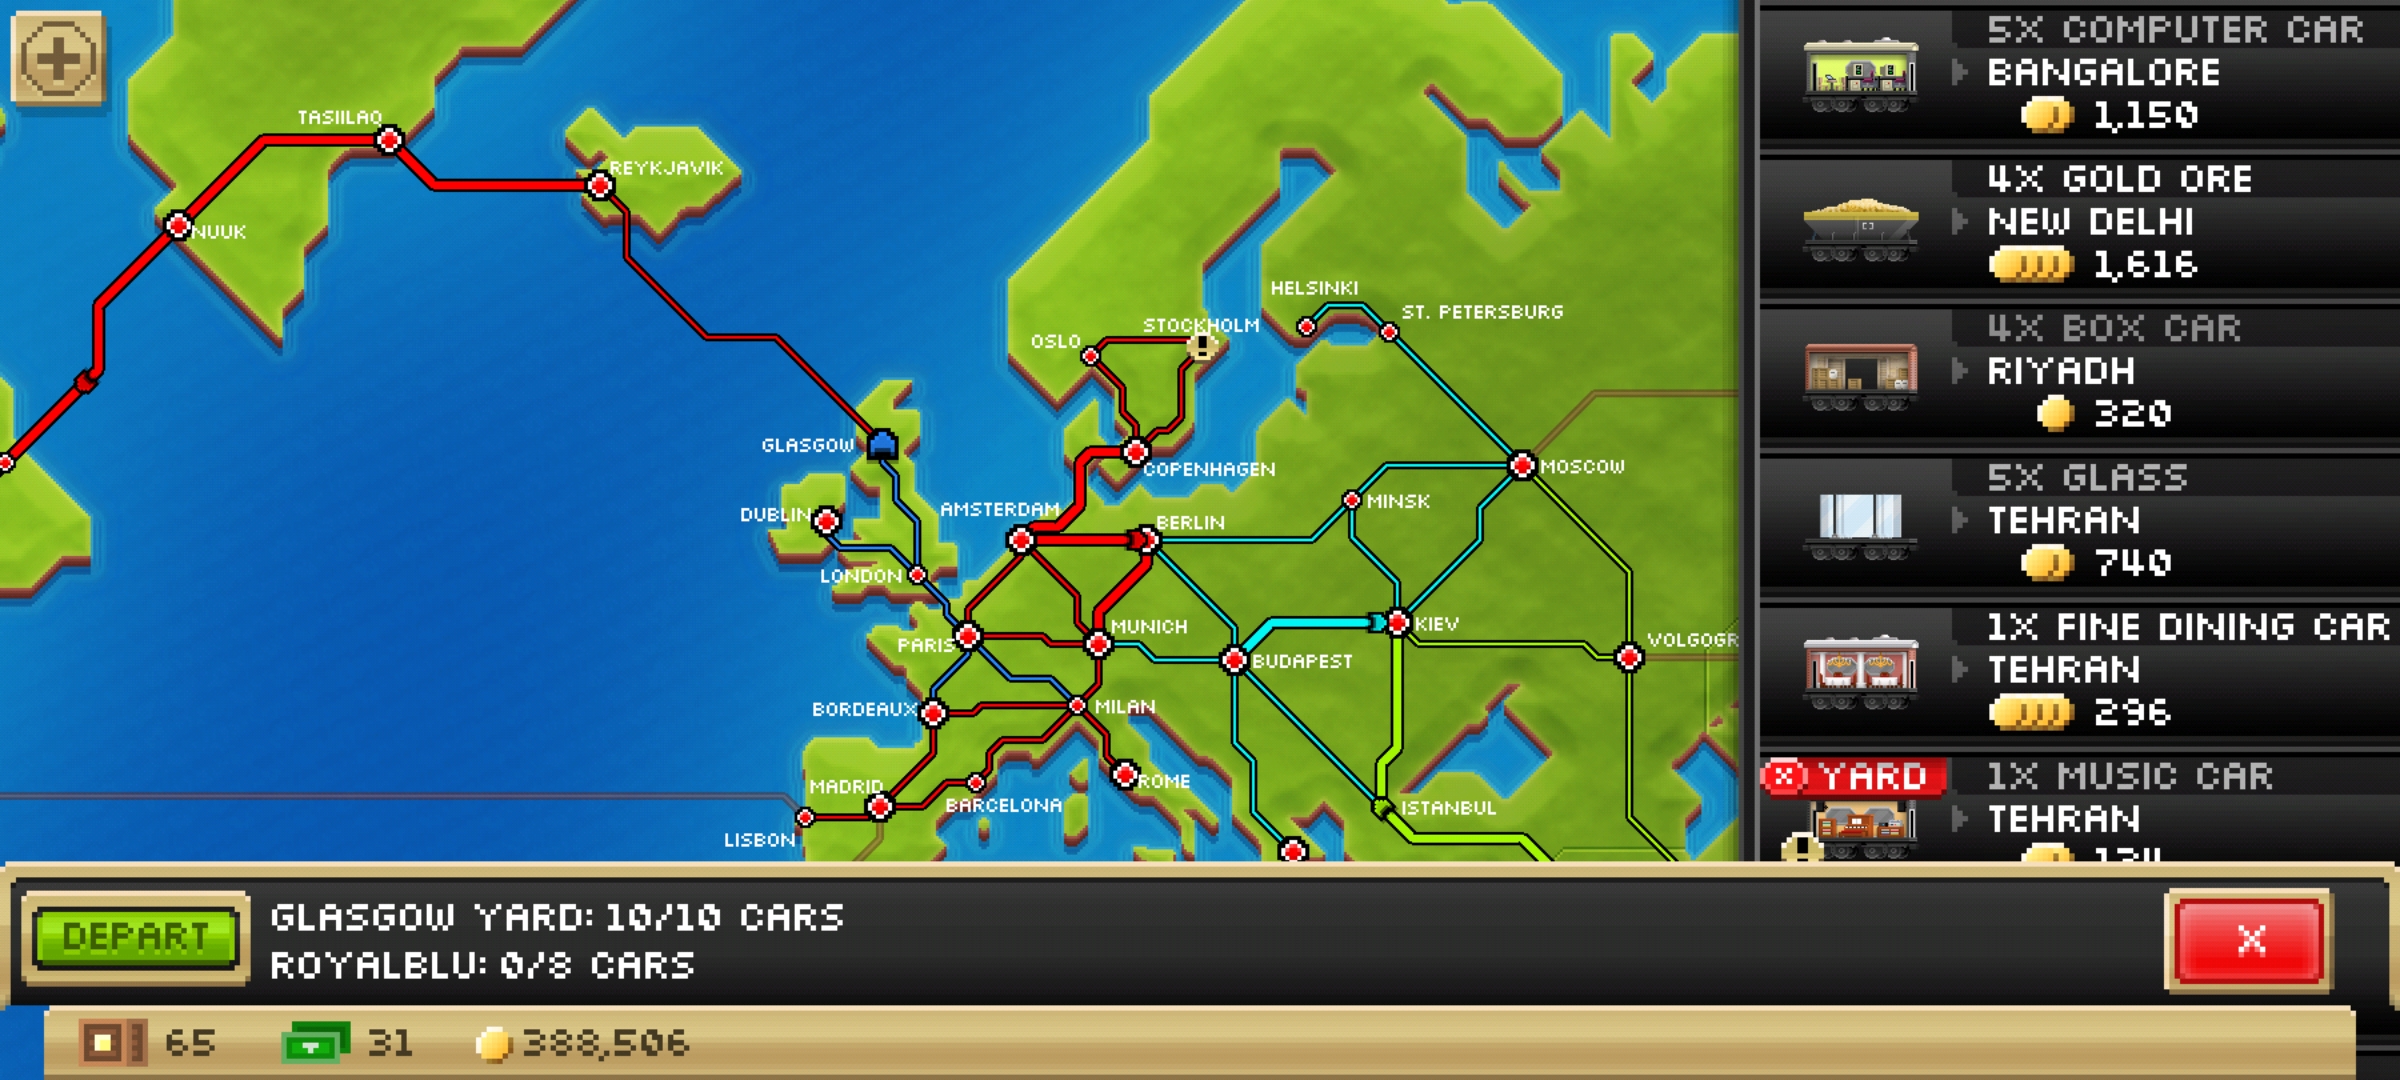 TASIILAQ
REYKJAVIK
NUUK
HELSINKI
ST. PETERSBURG
STOCKHOLM
OSLO
GLASGOW
COPENHAGEN
MOSCOW
MINSK
AMSTERDAM
DUBLIN
BERLIN
LONDON
MUNICH
KIEV
PARIS
BUDAPEST
VOLGOGR
BORDEAUX
MILAN
MADRID
ROME
BARCELONA
ISTANBUL
LISBON
5X COMPUTER CAR
BANGALORE
1,150
4X GOLD ORE
NEW DELHI
1,616
4X BOX CAR
RIYADH
320
5X GLASS
TEHRAN
740
1X FINE DINING CAR
TEHRAN
296
X YARD 1X MUSIC CAR
TEHRAN
DEPART
GLASGOW YARD: 10/10 CARS
ROYALBLU: 0/8 CARS
X
65 31 388,506